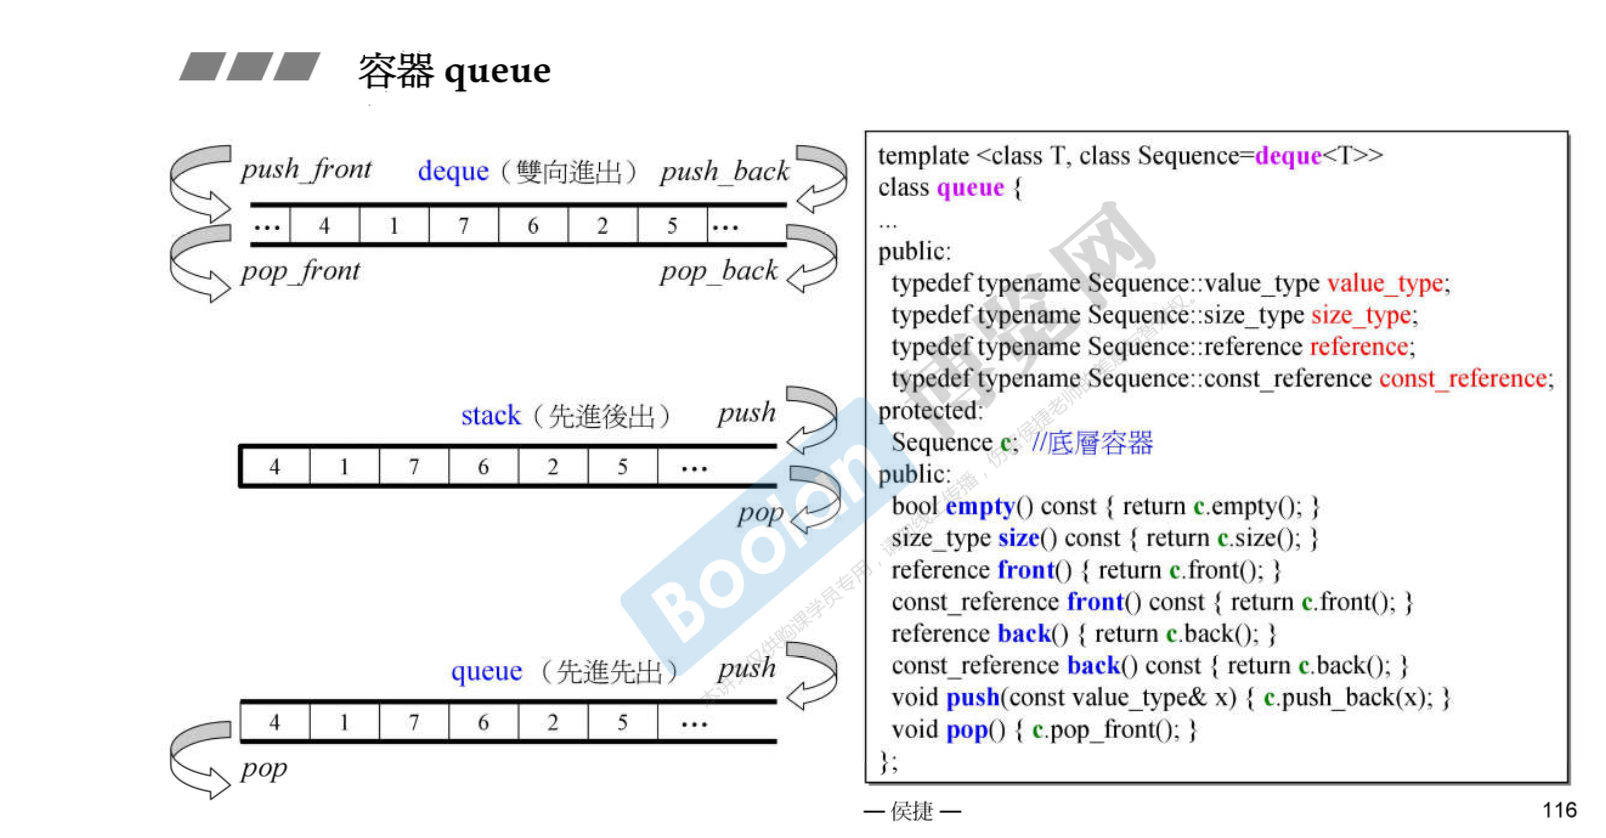 容器 queue
push_front deque（雙向進出） push_back
… 4 1 7 6 2 5 …
pop_front pop_back
stack（先進後出） push
4 1 7 6 2 5 …
pop
queue （先進先出） push
4 1 7 6 2 5 …
pop
template <class T, class Sequence=deque<T>>
class queue {
...
public:
typedef typename Sequence::value_type value_type;
typedef typename Sequence::size_type size_type;
typedef typename Sequence::reference reference;
typedef typename Sequence::const_reference const_reference;
protected:
Sequence c; //底層容器
public:
bool empty() const { return c.empty(); }
size_type size() const { return c.size(); }
reference front() { return c.front(); }
const_reference front() const { return c.front(); }
reference back() { return c.back(); }
const_reference back() const { return c.back(); }
void push(const value_type& x) { c.push_back(x); }
void pop() { c.pop_front(); }
};
Boolan 博览网
— 侯捷 —
116